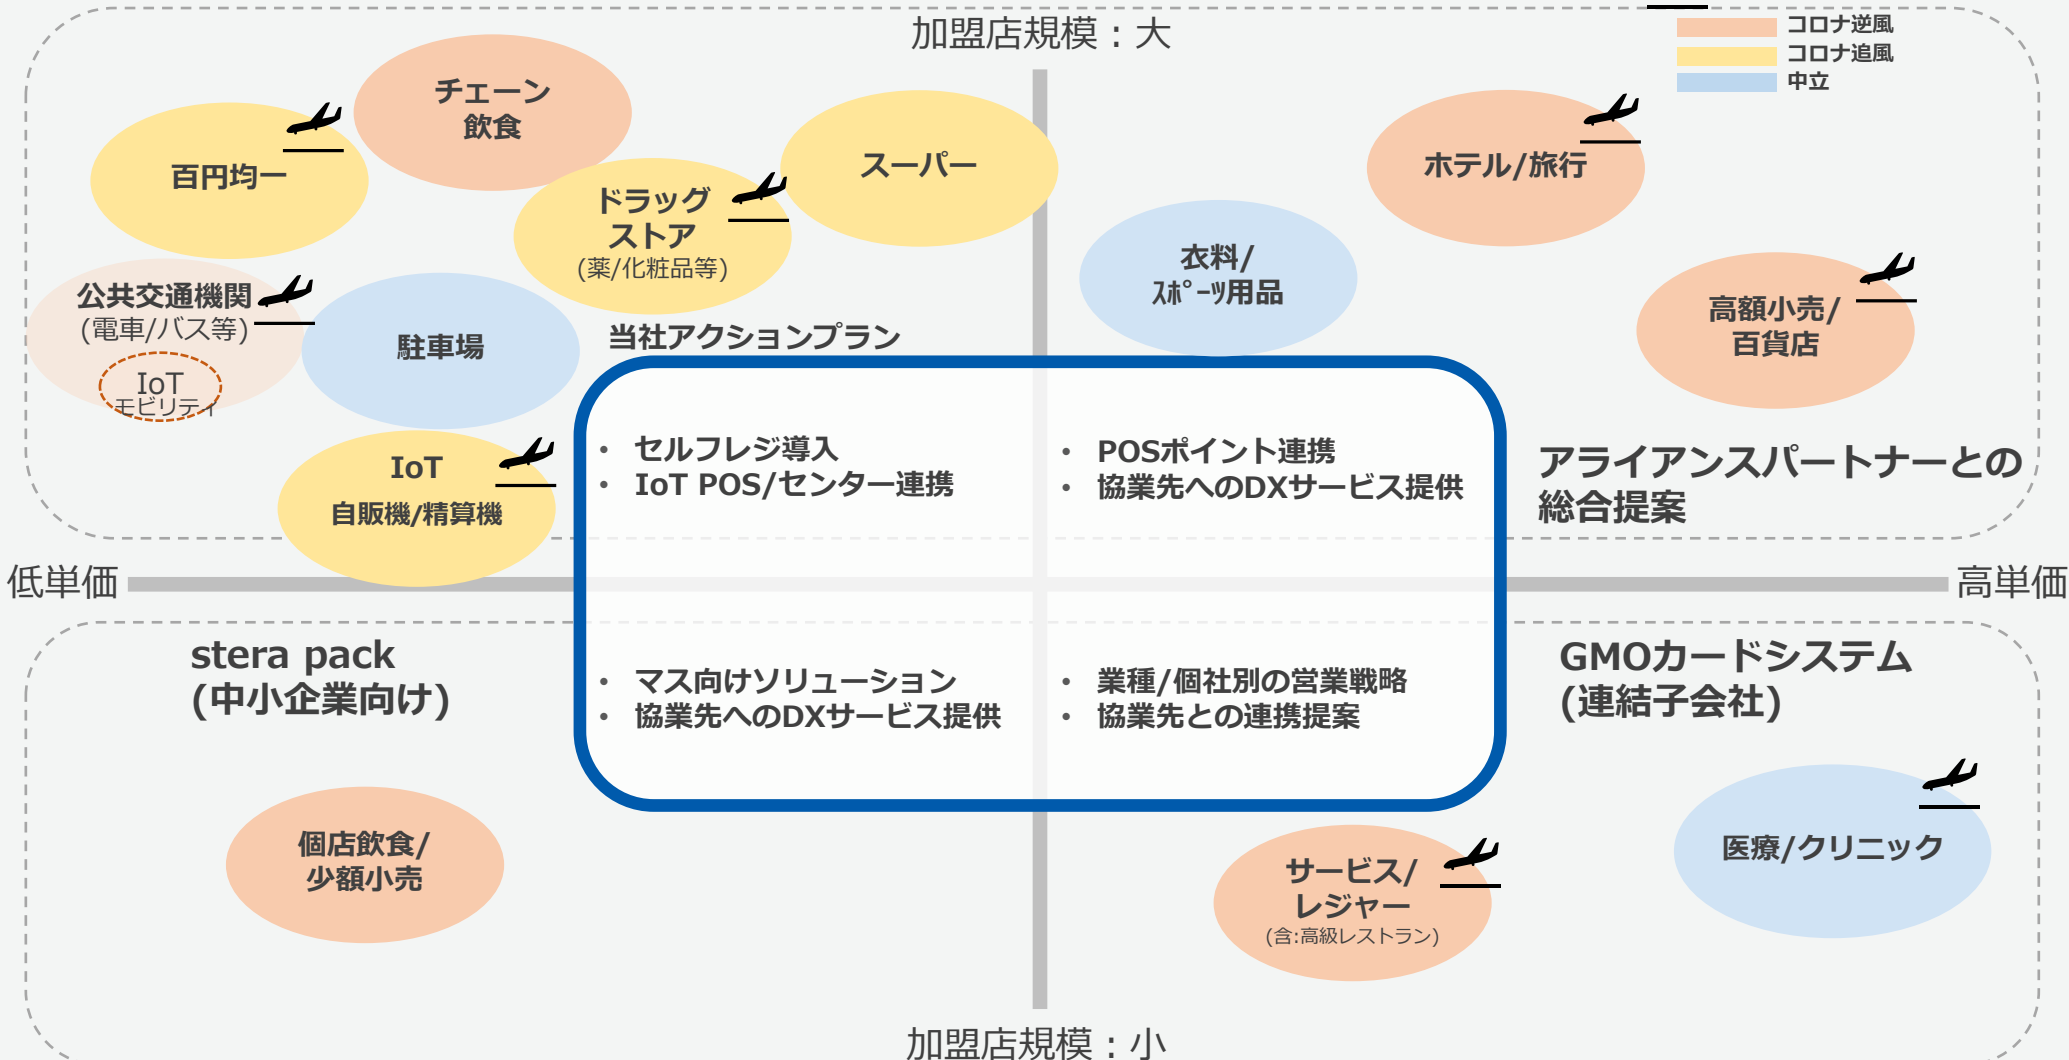 加盟店規模：大
コロナ逆風
コロナ追風
中立
チェーン
飲食
百円均一
ドラッグ
ストア
(薬/化粧品等)
スーパー
ホテル/旅行
衣料/
ｽﾎﾟｰﾂ用品
高額小売/
百貨店
公共交通機関
(電車/バス等)
IoT
モビリティ
駐車場
当社アクションプラン
IoT
自販機/精算機
• セルフレジ導入
• IoT POS/センター連携
• POSポイント連携
• 協業先へのDXサービス提供
アライアンスパートナーとの
総合提案
低単価
高単価
stera pack
(中小企業向け)
• マス向けソリューション
• 協業先へのDXサービス提供
• 業種/個社別の営業戦略
• 協業先との連携提案
GMOカードシステム
(連結子会社)
個店飲食/
少額小売
サービス/
レジャー
(含:高級レストラン)
医療/クリニック
加盟店規模：小